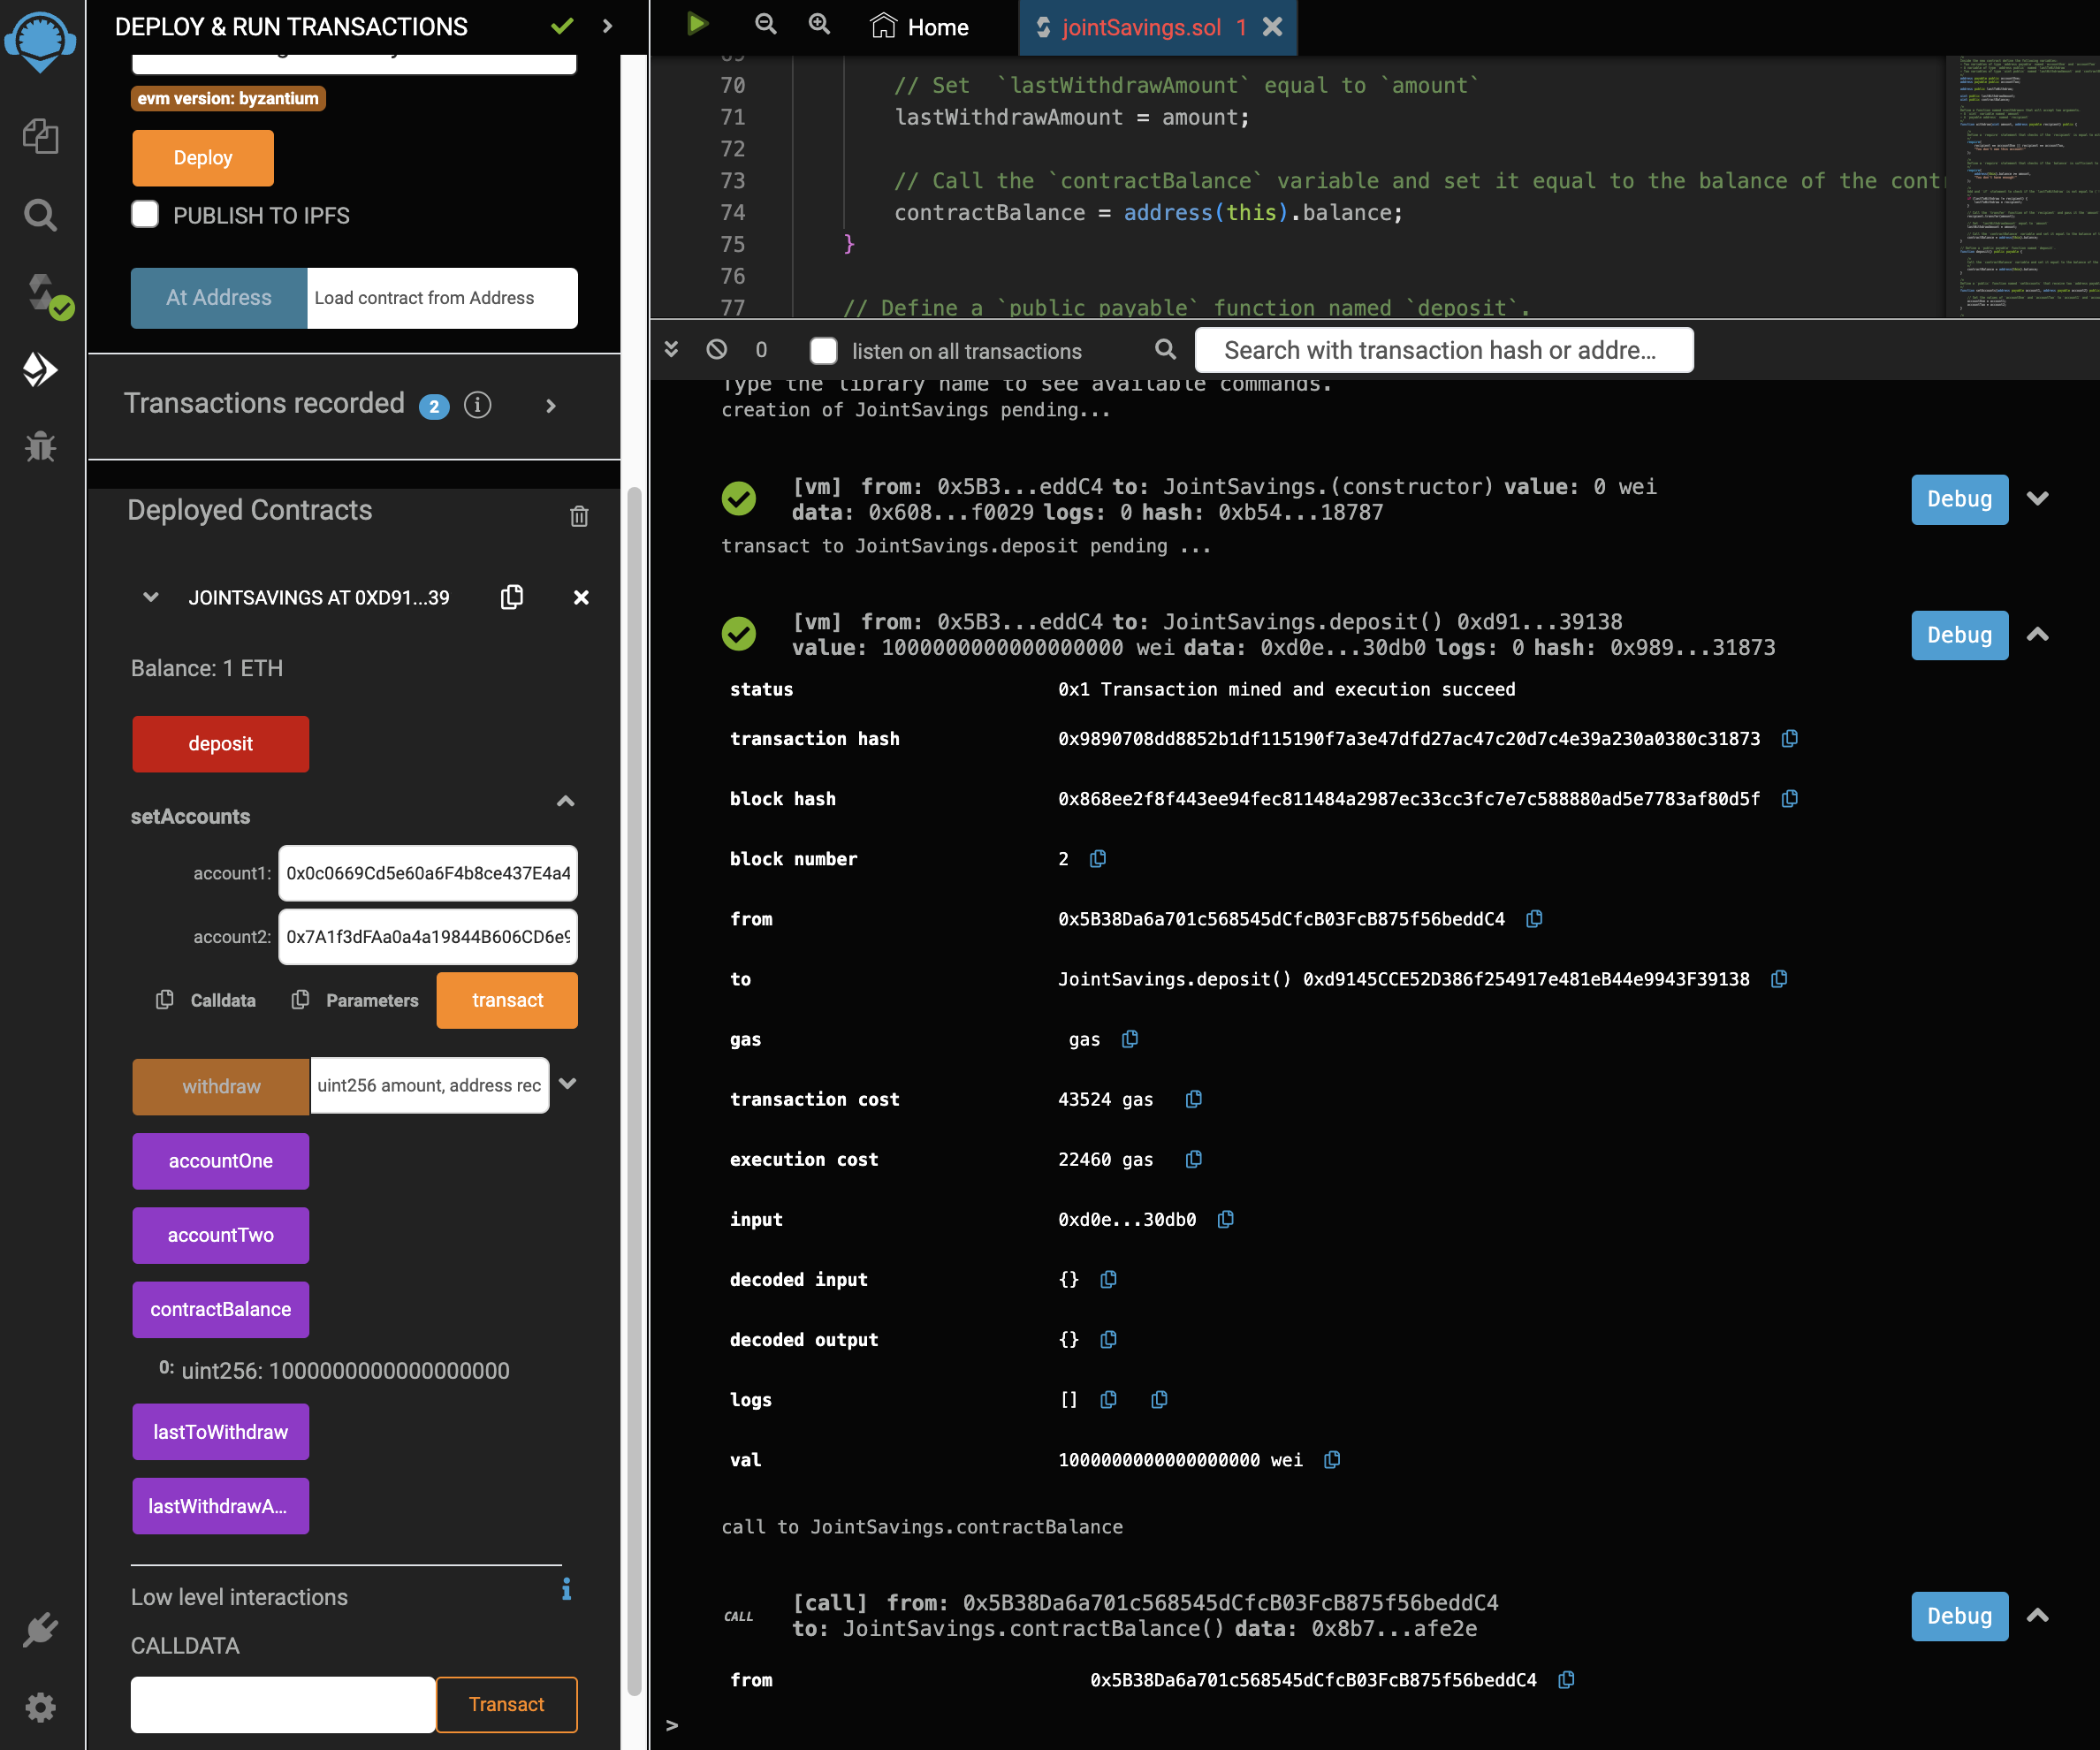 DEPLOY & RUN TRANSACTIONS
evm version: byzantium
Deploy
PUBLISH TO IPFS
At Address
Load contract from Address
Transactions recorded 2
Deployed Contracts
JOINTSAVINGS AT 0XD91...39
Balance: 1 ETH
deposit
setAccounts
account1: 0x0c0669Cd5e60a6F4b8ce437E4a4
account2: 0x7A1f3dFAa0a4a19844B606CD6e9
Calldata
Parameters
transact
withdraw
uint256 amount, address rec
accountOne
accountTwo
contractBalance
0: uint256: 1000000000000000000
lastToWithdraw
lastWithdrawA...
Low level interactions
CALLDATA
Transact
Home
jointSavings.sol 1
70 // Set `lastWithdrawAmount` equal to `amount`
71 lastWithdrawAmount = amount;
72
73 // Call the `contractBalance` variable and set it equal to the balance of the
74 contractBalance = address(this).balance;
75 }
76
77 // Define a `public payable` function named `deposit`.
0
listen on all transactions
Search with transaction hash or addre...
Type the library name to see available commands.
creation of JointSavings pending...
[vm] from: 0x5B3...eddC4 to: JointSavings.(constructor) value: 0 wei
data: 0x608...f0029 logs: 0 hash: 0xb54...18787
Debug
transact to JointSavings.deposit pending ...
[vm] from: 0x5B3...eddC4 to: JointSavings.deposit() 0xd91...39138
value: 1000000000000000000 wei data: 0xd0e...30db0 logs: 0 hash: 0x989...31873
Debug
status 0x1 Transaction mined and execution succeed
transaction hash 0x9890708dd8852b1df115190f7a3e47dfd27ac47c20d7c4e39a230a0380c31873
block hash 0x868ee2f8f443ee94fec811484a2987ec33cc3fc7e7c588880ad5e7783af80d5f
block number 2
from 0x5B38Da6a701c568545dCfcB03FcB875f56beddC4
to JointSavings.deposit() 0xd9145CCE52D386f254917e481eB44e9943F39138
gas gas
transaction cost 43524 gas
execution cost 22460 gas
input 0xd0e...30db0
decoded input {}
decoded output {}
logs []
val 1000000000000000000 wei
call to JointSavings.contractBalance
CALL
[call] from: 0x5B38Da6a701c568545dCfcB03FcB875f56beddC4
to: JointSavings.contractBalance() data: 0x8b7...afe2e
Debug
from 0x5B38Da6a701c568545dCfcB03FcB875f56beddC4
>